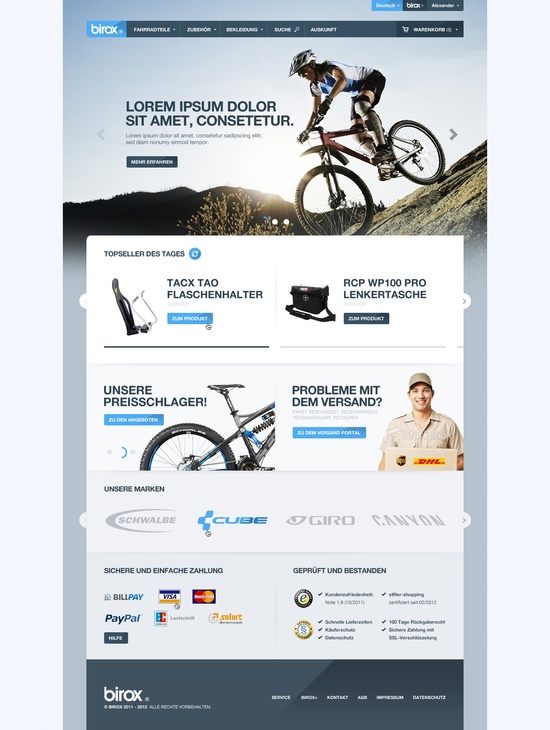 Deutsch birox+ Alexander
birox® FAHRRADTEILE ZUBEHÖR BEKLEIDUNG SUCHE AUSKUNFT WARENKORB (5)
LOREM IPSUM DOLOR
SIT AMET, CONSETETUR.
Lorem ipsum dolor sit amet, consetetur sadipscing elitr,
sed diam nonumy eirmod tempor.
MEHR ERFAHREN
TOPSELLER DES TAGES
TACX TAO
FLASCHENHALTER
ZUBEHÖR
ZUM PRODUKT
RCP WP100 PRO
LENKERTASCHE
ZUBEHÖR
ZUM PRODUKT
UNSERE
PREISSCHLAGER!
ZU DEN ANGEBOTEN
PROBLEME MIT
DEM VERSAND?
PAKET BESCHÄDIGT, BESCHWERDEN,
VERSANDDAUER, RETOUREN
ZU DEM VERSAND PORTAL
ups DHL
UNSERE MARKEN
SCHWALBE CUBE GIRO CANYON
SICHERE UND EINFACHE ZAHLUNG
BILLPAY VISA MasterCard
PayPal EC Lastschrift sofort
HILFE
GEPRÜFT UND BESTANDEN
Kundenzufriedenheit:
Note 1,8 (10/2011)
s@fer-shopping
zertifiziert seit 02/2012
Schnelle Lieferzeiten
Käuferschutz
Datenschutz
100 Tage Rückgaberecht
Sichere Zahlung mit
SSL-Verschlüsselung
birox®
© BIROX 2011 - 2012 ALLE RECHTE VORBEHALTEN.
SERVICE BIROX+ KONTAKT AGB IMPRESSUM DATENSCHUTZ